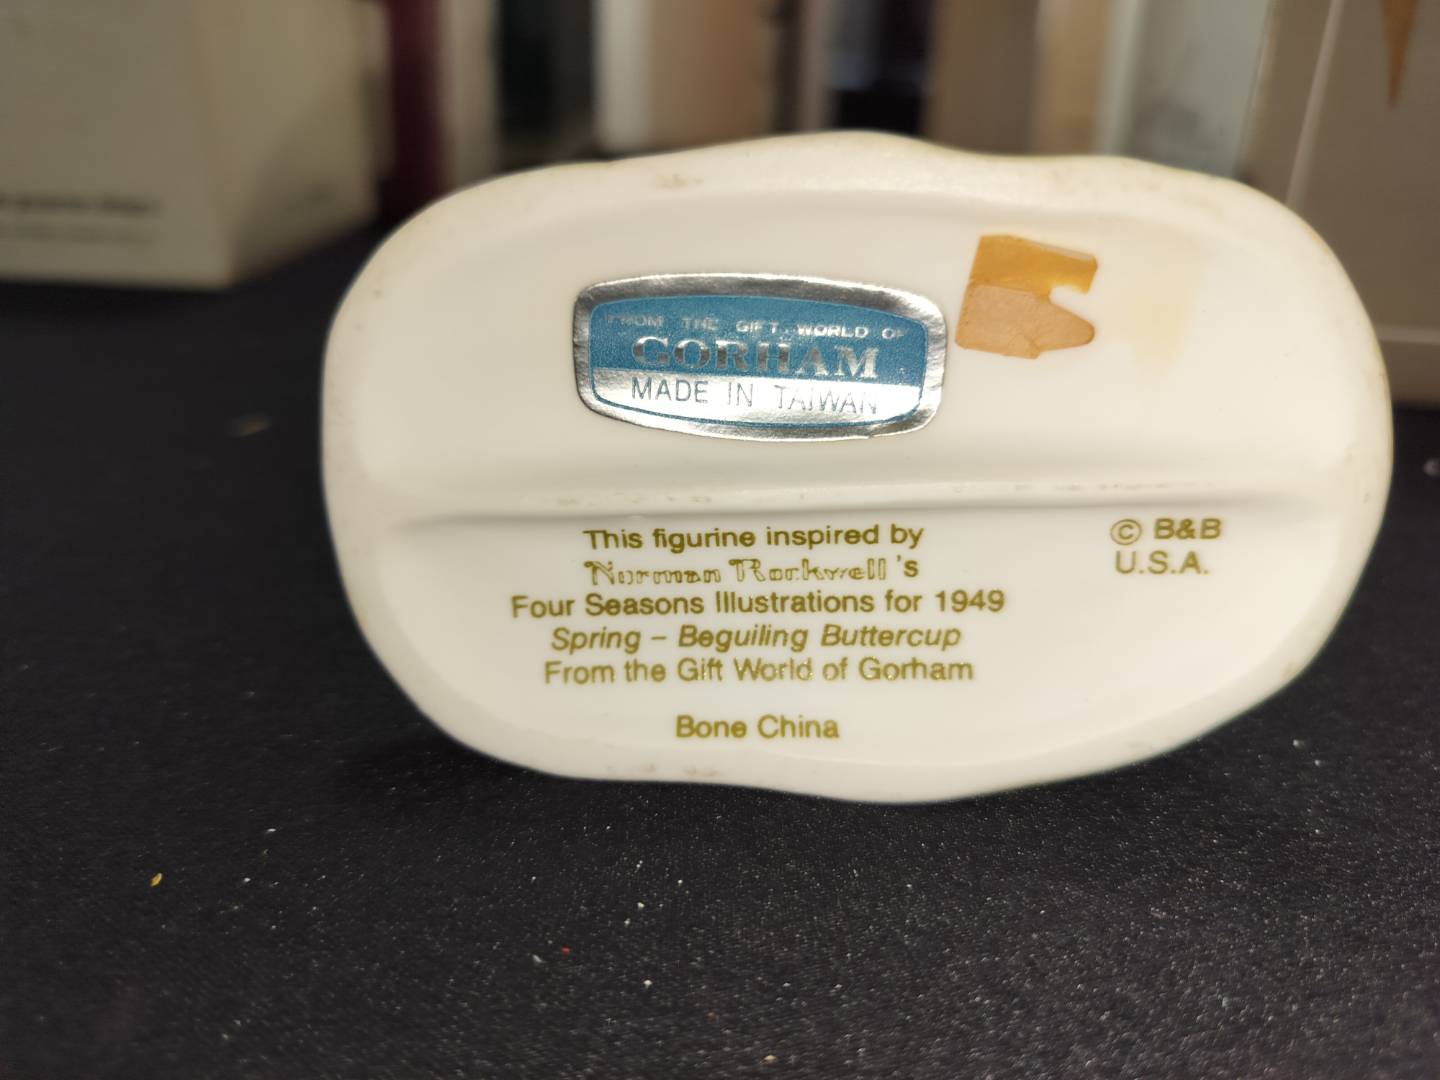 FROM THE GIFT WORLD OF
GORHAM
MADE IN TAIWAN
This figurine inspired by
Norman Rockwell's
Four Seasons Illustrations for 1949
Spring – Beguiling Buttercup
From the Gift World of Gorham
Bone China
© B&B
U.S.A.